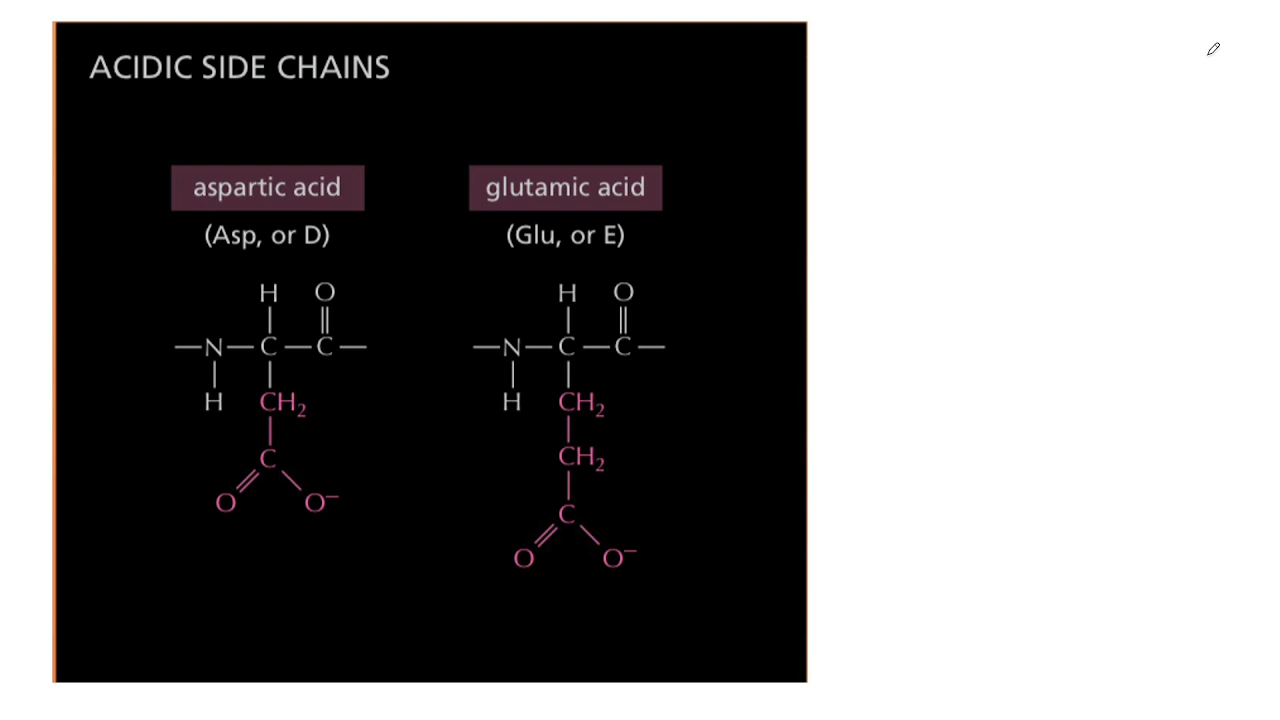 ACIDIC SIDE CHAINS
aspartic acid
glutamic acid
(Asp, or D)
(Glu, or E)
H O
H O
N C C
N C C
H CH₂
H CH₂
C
CH₂
O O⁻
C
O O⁻